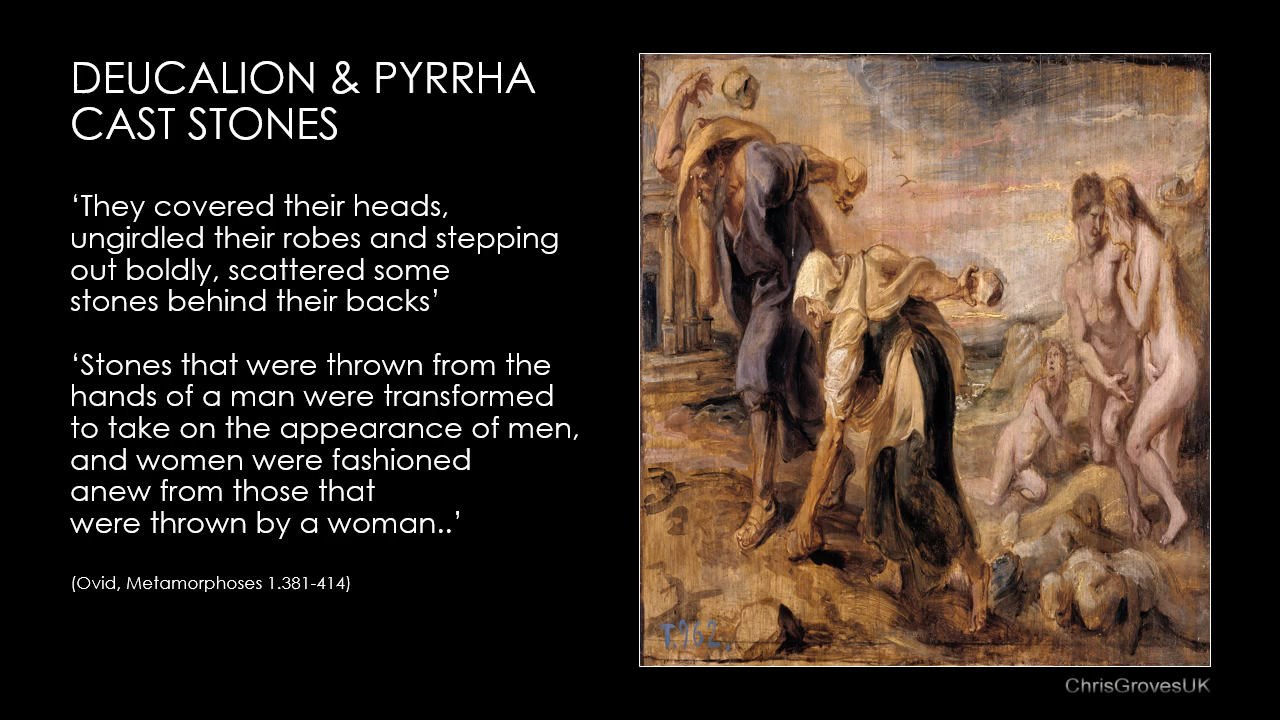 DEUCALION & PYRRHA
CAST STONES
‘They covered their heads,
ungirdled their robes and stepping
out boldly, scattered some
stones behind their backs’
‘Stones that were thrown from the
hands of a man were transformed
to take on the appearance of men,
and women were fashioned
anew from those that
were thrown by a woman..’
(Ovid, Metamorphoses 1.381-414)
T.962.
ChrisGrovesUK